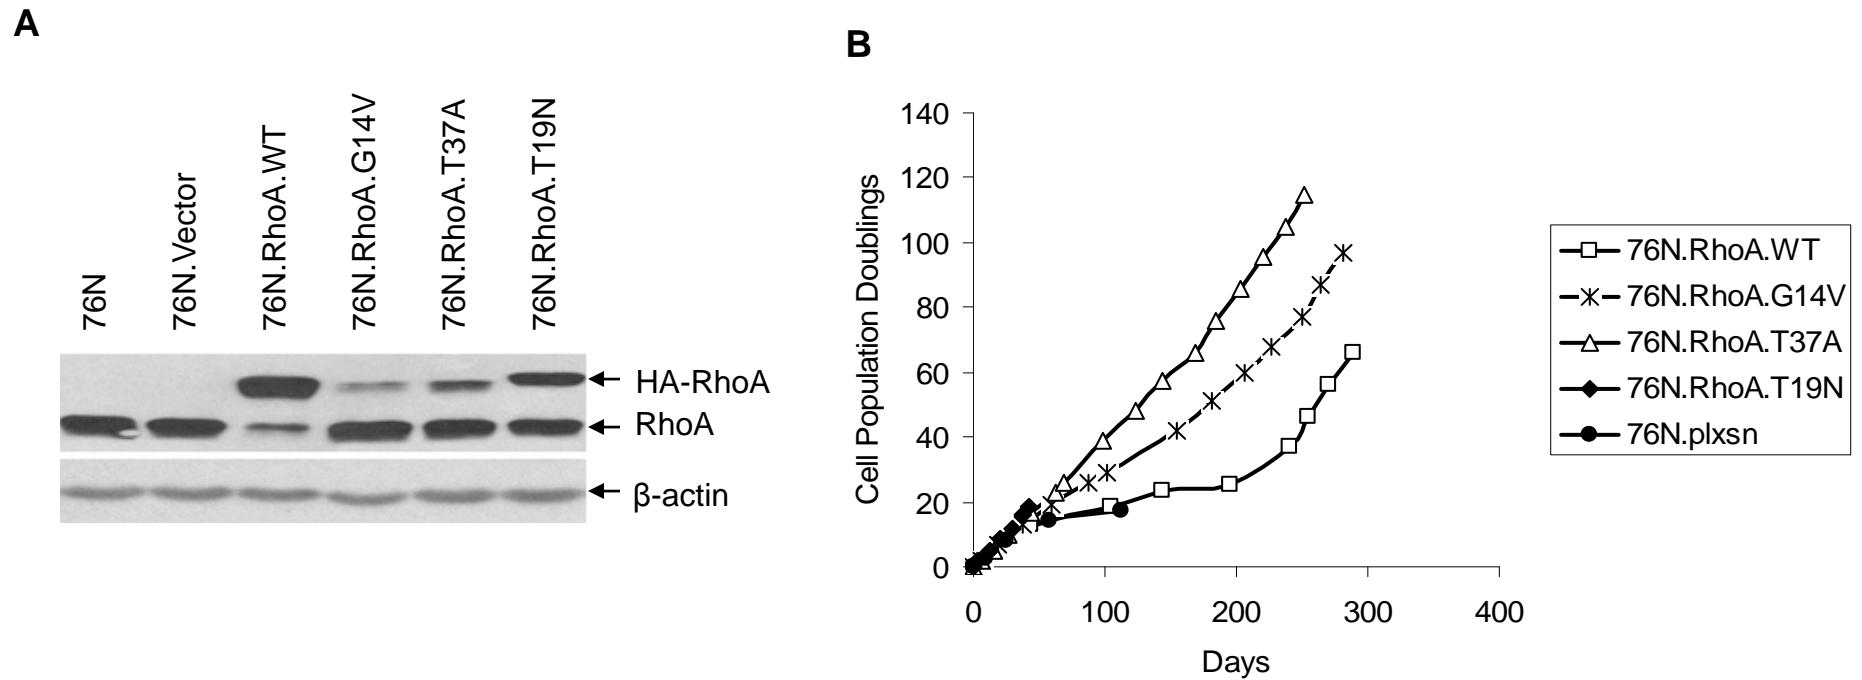 A
76N
76N.Vector
76N.RhoA.WT
76N.RhoA.G14V
76N.RhoA.T37A
76N.RhoA.T19N
HA-RhoA
RhoA
β-actin
B
Cell Population Doublings
140
120
100
80
60
40
20
0
0 100 200 300 400
Days
76N.RhoA.WT
76N.RhoA.G14V
76N.RhoA.T37A
76N.RhoA.T19N
76N.plxsn